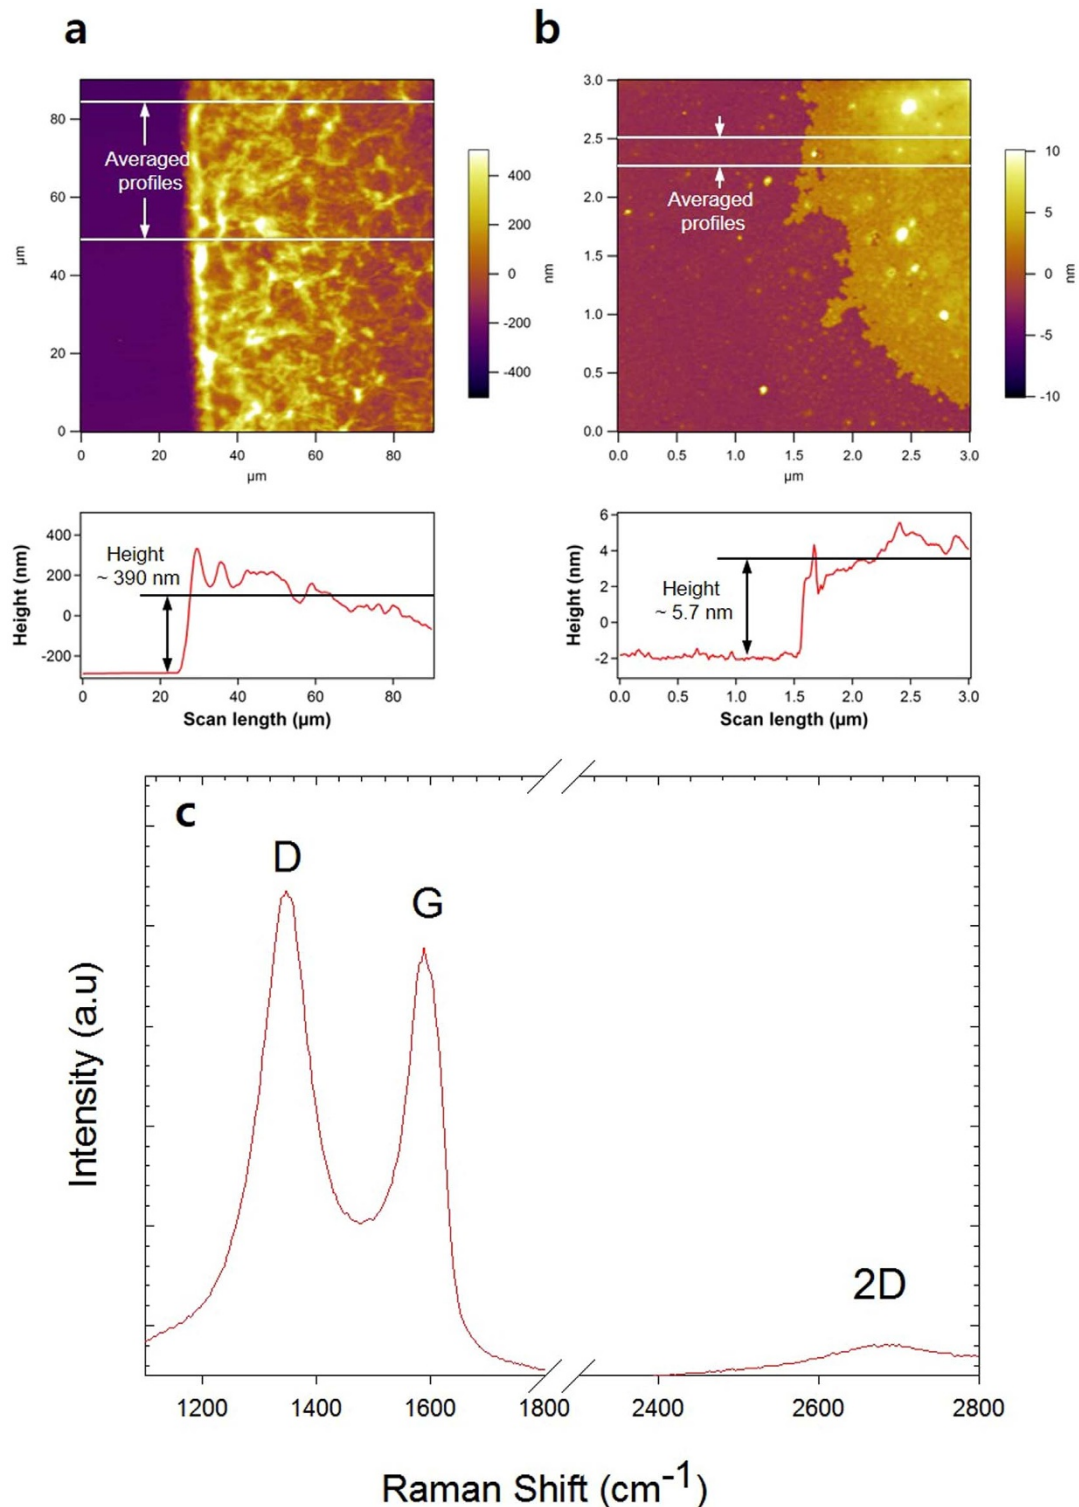 a
b
80
60
40
20
0
µm
0
20
40
60
80
µm
Averaged
profiles
400
200
0
-200
-400
nm
3.0
2.5
2.0
1.5
1.0
0.5
0.0
0.0
0.5
1.0
1.5
2.0
2.5
3.0
µm
Averaged
profiles
10
5
0
-5
-10
nm
Height (nm)
400
200
0
-200
Height
~ 390 nm
0
20
40
60
80
Scan length (µm)
Height (nm)
6
4
2
0
-2
Height
~ 5.7 nm
0.0
0.5
1.0
1.5
2.0
2.5
3.0
Scan length (µm)
c
D
G
2D
Intensity (a.u)
1200
1400
1600
1800
2400
2600
2800
Raman Shift (cm⁻¹)